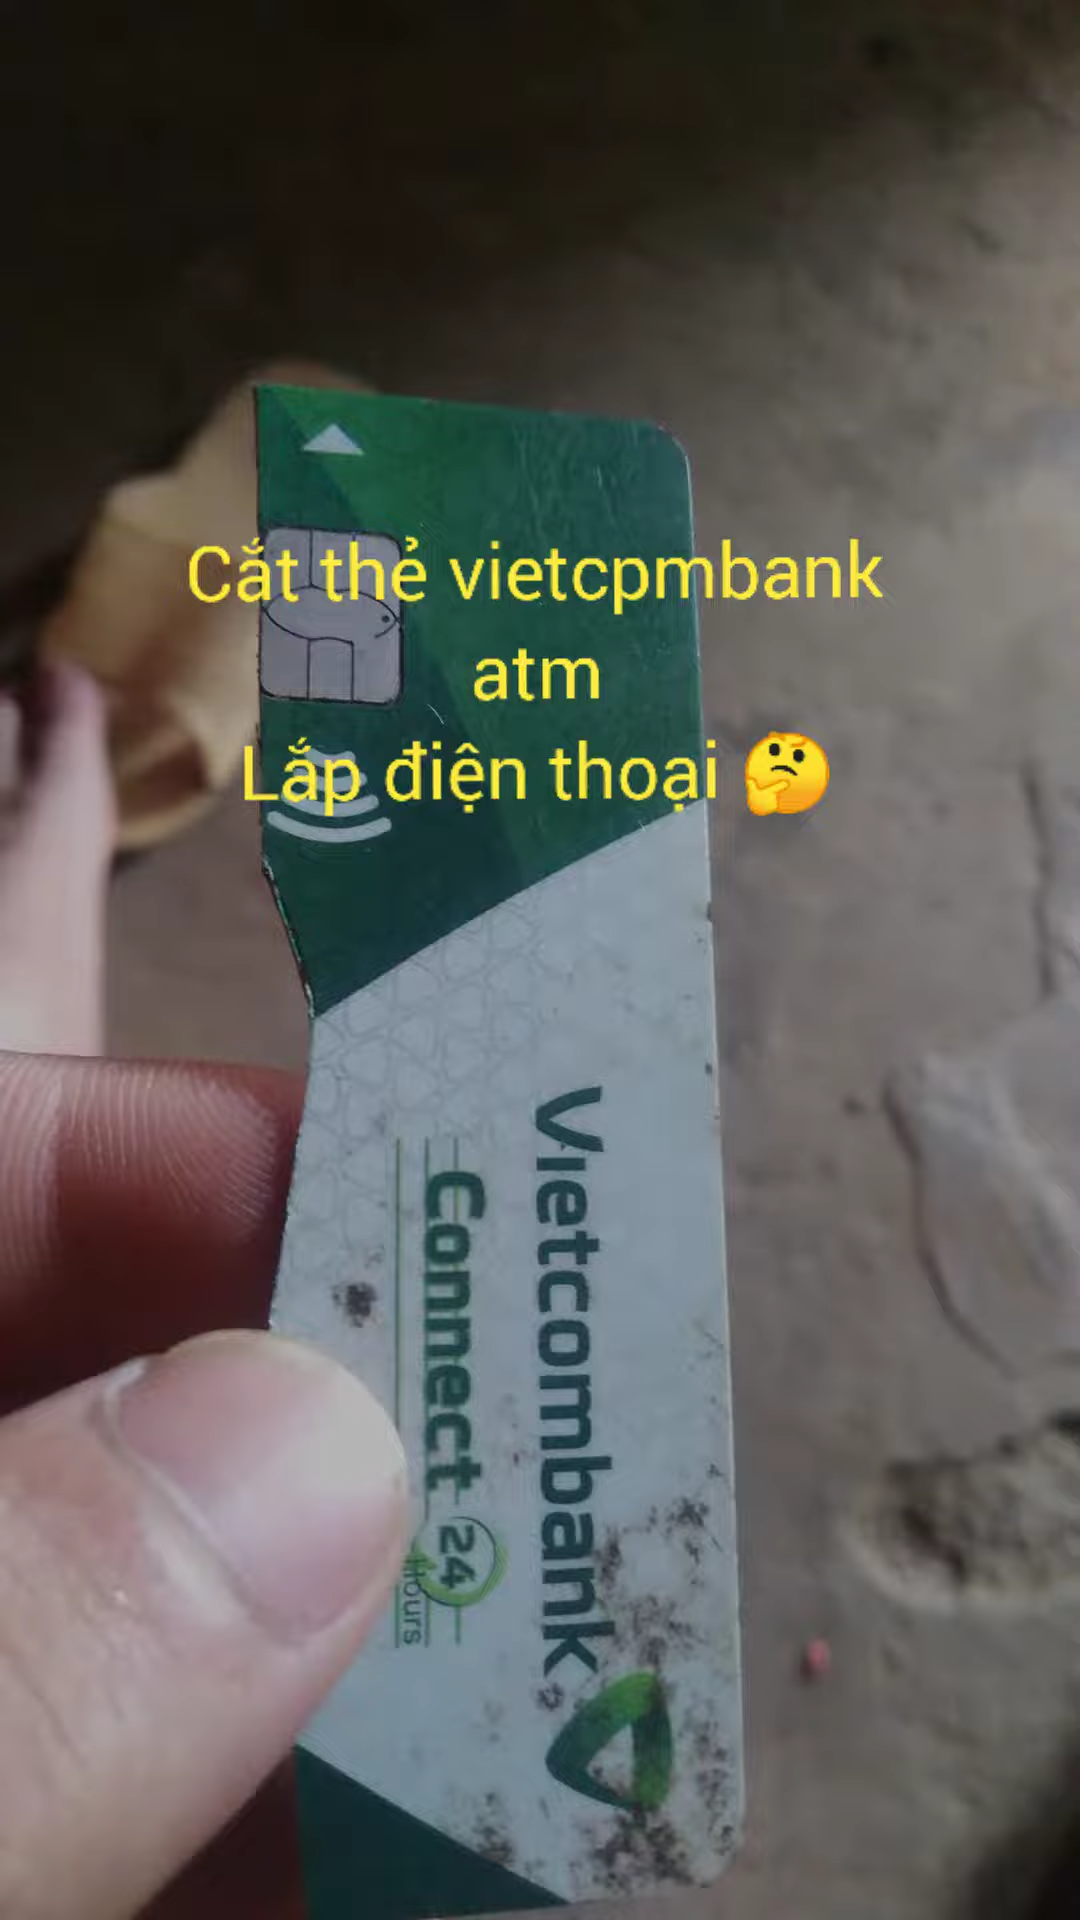 Cắt thẻ vietcpmbank
atm
Lắp điện thoại 🤔
Vietcombank
Connect 24
Hours